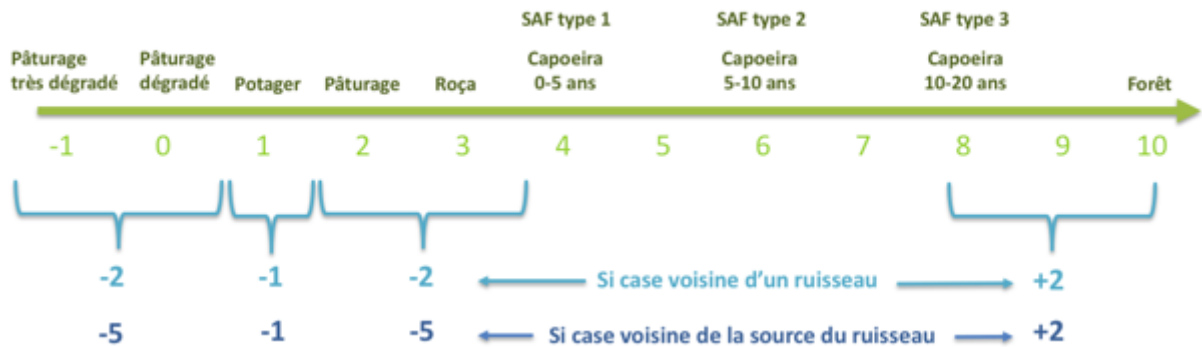 SAF type 1 SAF type 2 SAF type 3
Pâturage Pâturage Capoeira Capoeira Capoeira
très dégradé dégradé Potager Pâturage Roça 0-5 ans 5-10 ans 10-20 ans Forêt
-1 0 1 2 3 4 5 6 7 8 9 10
-2 -1 -2 Si case voisine d'un ruisseau +2
-5 -1 -5 Si case voisine de la source du ruisseau +2